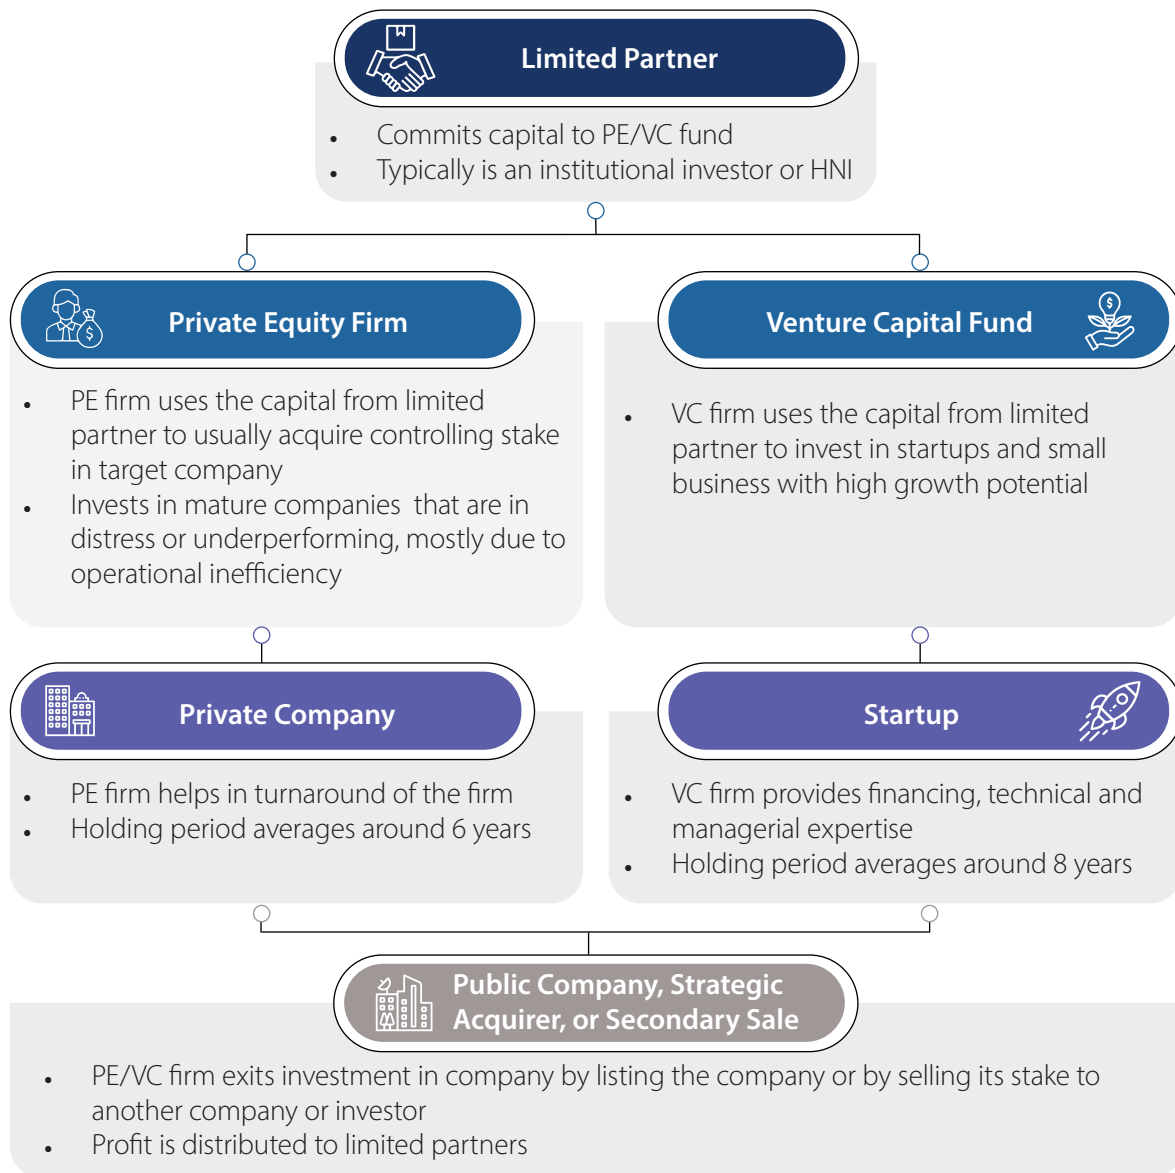 Limited Partner
• Commits capital to PE/VC fund
• Typically is an institutional investor or HNI
Private Equity Firm
• PE firm uses the capital from limited
partner to usually acquire controlling stake
in target company
• Invests in mature companies that are in
distress or underperforming, mostly due to
operational inefficiency
Venture Capital Fund
• VC firm uses the capital from limited
partner to invest in startups and small
business with high growth potential
Private Company
• PE firm helps in turnaround of the firm
• Holding period averages around 6 years
Startup
• VC firm provides financing, technical and
managerial expertise
• Holding period averages around 8 years
Public Company, Strategic
Acquirer, or Secondary Sale
• PE/VC firm exits investment in company by listing the company or by selling its stake to
another company or investor
• Profit is distributed to limited partners